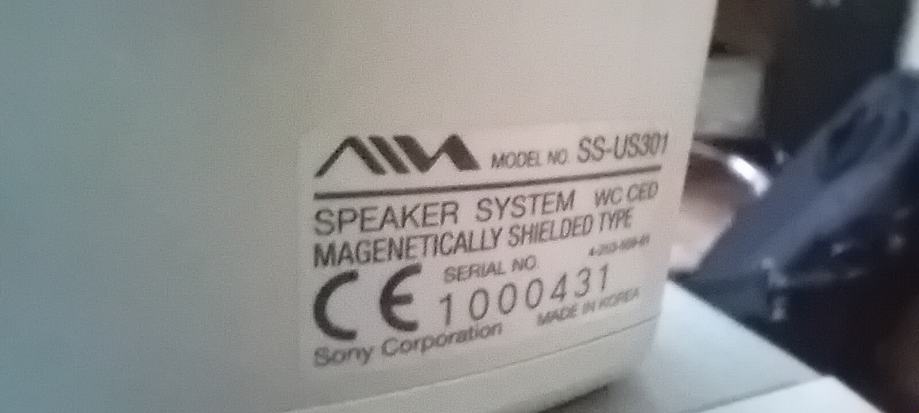 AIWA MODEL NO. SS-US301
SPEAKER SYSTEM WC CED
MAGENETICALLY SHIELDED TYPE
CE SERIAL NO.
1000431
Sony Corporation MADE IN KOREA